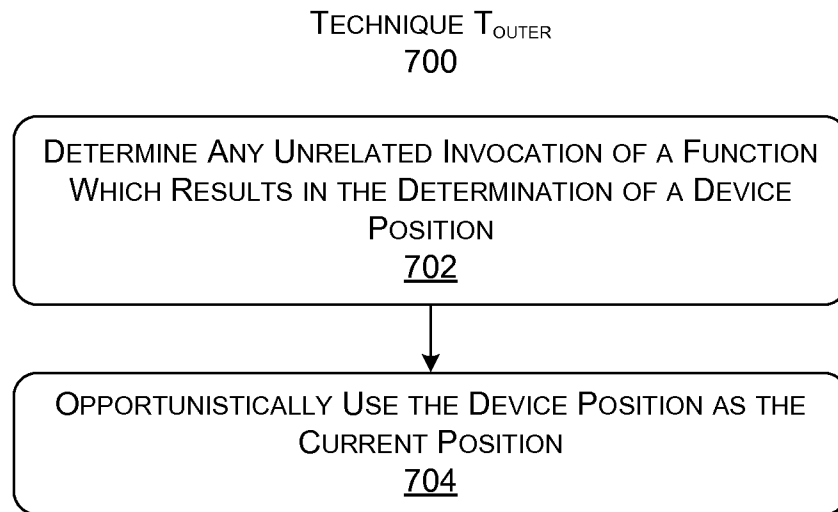 TECHNIQUE TOUTER
700
DETERMINE ANY UNRELATED INVOCATION OF A FUNCTION
WHICH RESULTS IN THE DETERMINATION OF A DEVICE
POSITION
702
OPPORTUNISTICALLY USE THE DEVICE POSITION AS THE
CURRENT POSITION
704